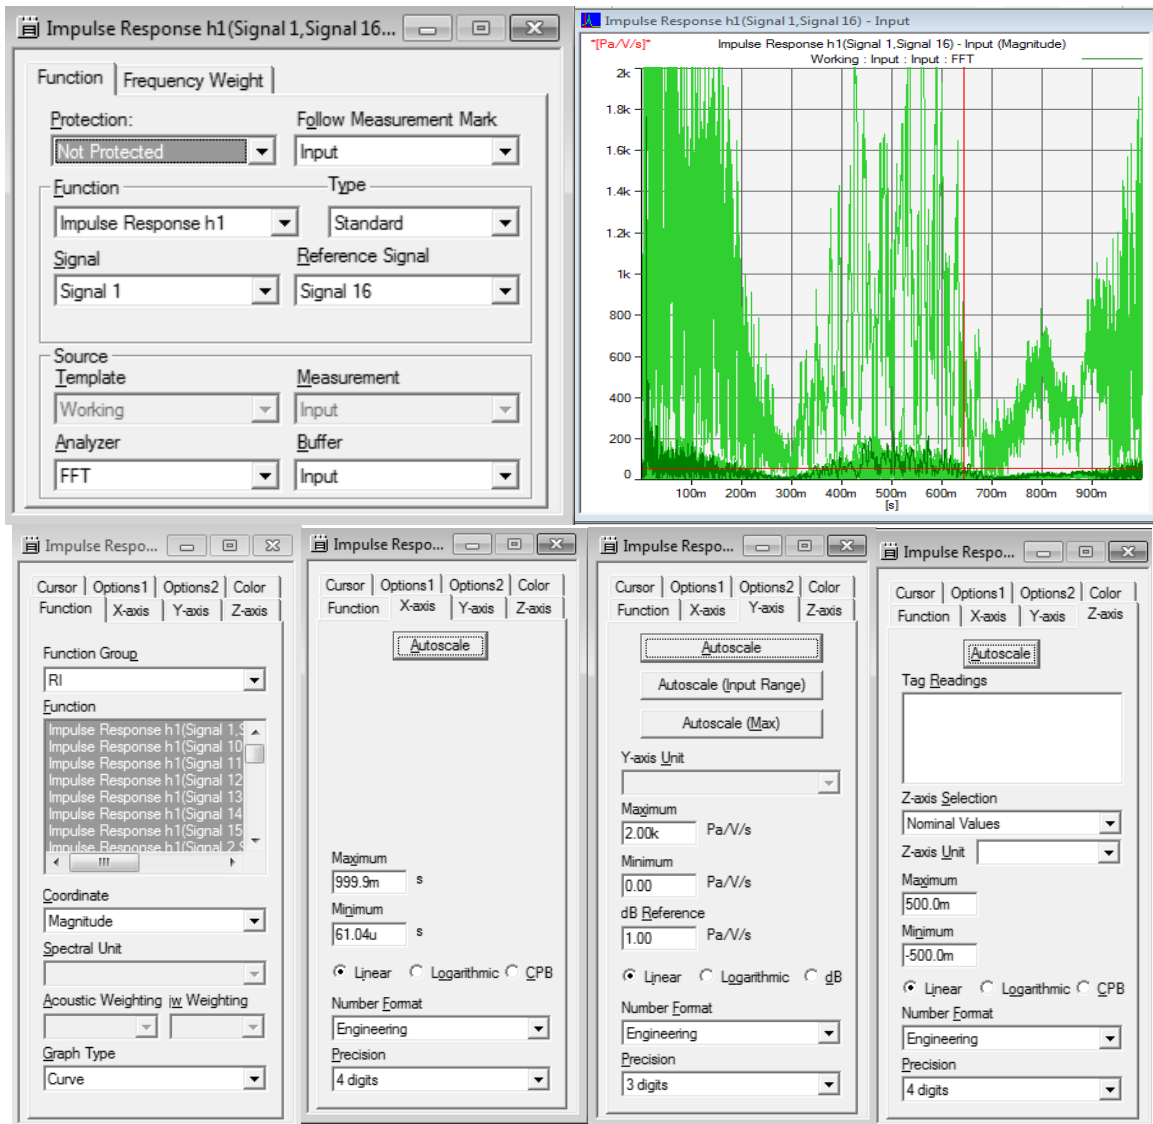 Impulse Response h1(Signal 1,Signal 16...
Function Frequency Weight
Protection: Follow Measurement Mark
Not Protected Input
Function Type
Impulse Response h1 Standard
Signal Reference Signal
Signal 1 Signal 16
Source
Template Measurement
Working Input
Analyzer Buffer
FFT Input
Impulse Response h1(Signal 1,Signal 16) - Input
"[Pa/V/s]" Impulse Response h1(Signal 1,Signal 16) - Input (Magnitude)
Working : Input : Input : FFT
2k
1.8k
1.6k
1.4k
1.2k
1k
800
600
400
200
0
100m 200m 300m 400m 500m 600m 700m 800m 900m
[s]
Impulse Respo...
Cursor Options1 Options2 Color
Function X-axis Y-axis Z-axis
Function Group
RI
Function
Impulse Response h1(Signal 1,S
Impulse Response h1(Signal 10
Impulse Response h1(Signal 11
Impulse Response h1(Signal 12
Impulse Response h1(Signal 13
Impulse Response h1(Signal 14
Impulse Response h1(Signal 15
Impulse Response h1(Signal 2,S
Coordinate
Magnitude
Spectral Unit
Acoustic Weighting jw Weighting
Graph Type
Curve
Impulse Respo...
Cursor Options1 Options2 Color
Function X-axis Y-axis Z-axis
Autoscale
Maximum
999.9m s
Minimum
61.04u s
Linear Logarithmic CPB
Number Format
Engineering
Precision
4 digits
Impulse Respo...
Cursor Options1 Options2 Color
Function X-axis Y-axis Z-axis
Autoscale
Autoscale (Input Range)
Autoscale (Max)
Y-axis Unit
Maximum
2.00k Pa/V/s
Minimum
0.00 Pa/V/s
dB Reference
1.00 Pa/V/s
Linear Logarithmic dB
Number Format
Engineering
Precision
3 digits
Impulse Respo...
Cursor Options1 Options2 Color
Function X-axis Y-axis Z-axis
Autoscale
Tag Readings
Z-axis Selection
Nominal Values
Z-axis Unit
Maximum
500.0m
Minimum
-500.0m
Linear Logarithmic CPB
Number Format
Engineering
Precision
4 digits